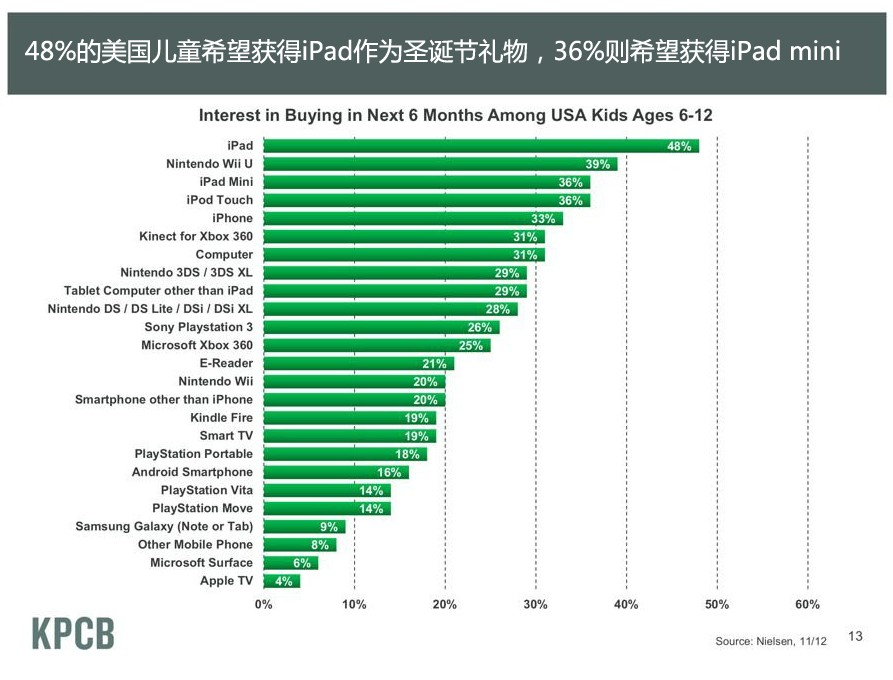 48%的美国儿童希望获得iPad作为圣诞节礼物，36%则希望获得iPad mini
Interest in Buying in Next 6 Months Among USA Kids Ages 6-12
iPad 48%
Nintendo Wii U 39%
iPad Mini 36%
iPod Touch 36%
iPhone 33%
Kinect for Xbox 360 31%
Computer 31%
Nintendo 3DS / 3DS XL 29%
Tablet Computer other than iPad 29%
Nintendo DS / DS Lite / DSi / DSi XL 28%
Sony Playstation 3 26%
Microsoft Xbox 360 25%
E-Reader 21%
Nintendo Wii 20%
Smartphone other than iPhone 20%
Kindle Fire 19%
Smart TV 19%
PlayStation Portable 18%
Android Smartphone 16%
PlayStation Vita 14%
PlayStation Move 14%
Samsung Galaxy (Note or Tab) 9%
Other Mobile Phone 8%
Microsoft Surface 6%
Apple TV 4%
0% 10% 20% 30% 40% 50% 60%
KPCB
Source: Nielsen, 11/12 13